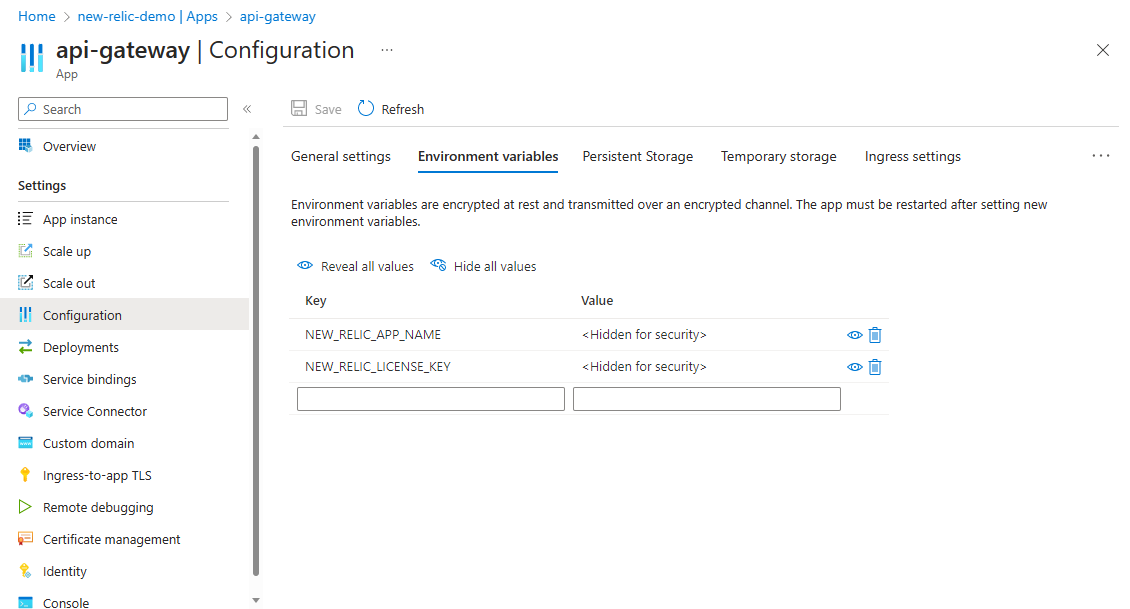 Home > new-relic-demo | Apps > api-gateway
api-gateway | Configuration ...
App
Search
«
Overview
Settings
App instance
Scale up
Scale out
Configuration
Deployments
Service bindings
Service Connector
Custom domain
Ingress-to-app TLS
Remote debugging
Certificate management
Identity
Console
Save Refresh
General settings Environment variables Persistent Storage Temporary storage Ingress settings ...
Environment variables are encrypted at rest and transmitted over an encrypted channel. The app must be restarted after setting new
environment variables.
Reveal all values Hide all values
Key Value
NEW_RELIC_APP_NAME <Hidden for security>
NEW_RELIC_LICENSE_KEY <Hidden for security>